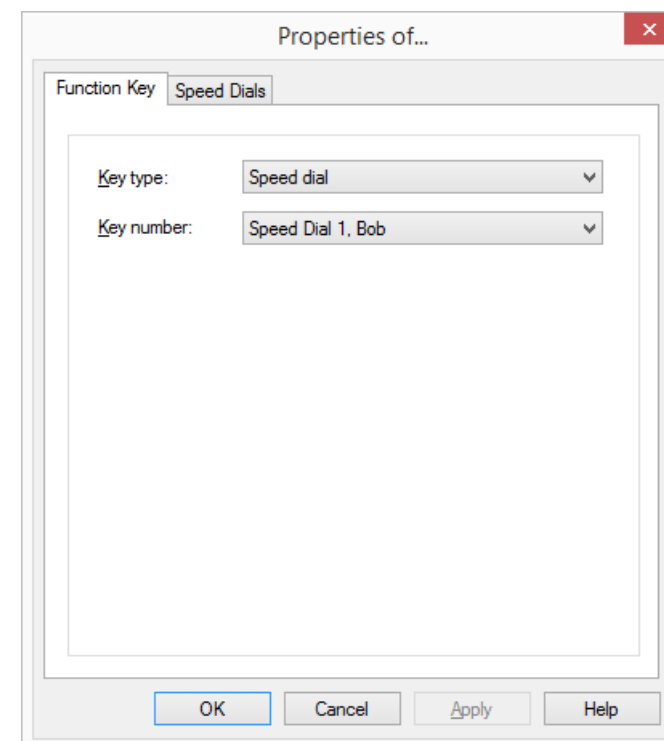 Properties of...
Function Key Speed Dials
Key type: Speed dial
Key number: Speed Dial 1, Bob
OK Cancel Apply Help